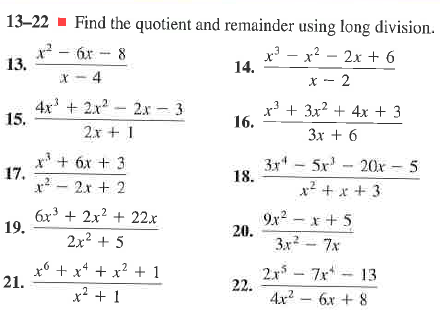 13–22 ■ Find the quotient and remainder using long division.
13. (x² − 6x − 8)/(x − 4)
14. (x³ − x² − 2x + 6)/(x − 2)
15. (4x³ + 2x² − 2x − 3)/(2x + 1)
16. (x³ + 3x² + 4x + 3)/(3x + 6)
17. (x³ + 6x + 3)/(x² − 2x + 2)
18. (3x⁴ − 5x³ − 20x − 5)/(x² + x + 3)
19. (6x³ + 2x² + 22x)/(2x² + 5)
20. (9x² − x + 5)/(3x² − 7x)
21. (x⁶ + x⁴ + x² + 1)/(x² + 1)
22. (2x⁵ − 7x⁴ − 13)/(4x² − 6x + 8)